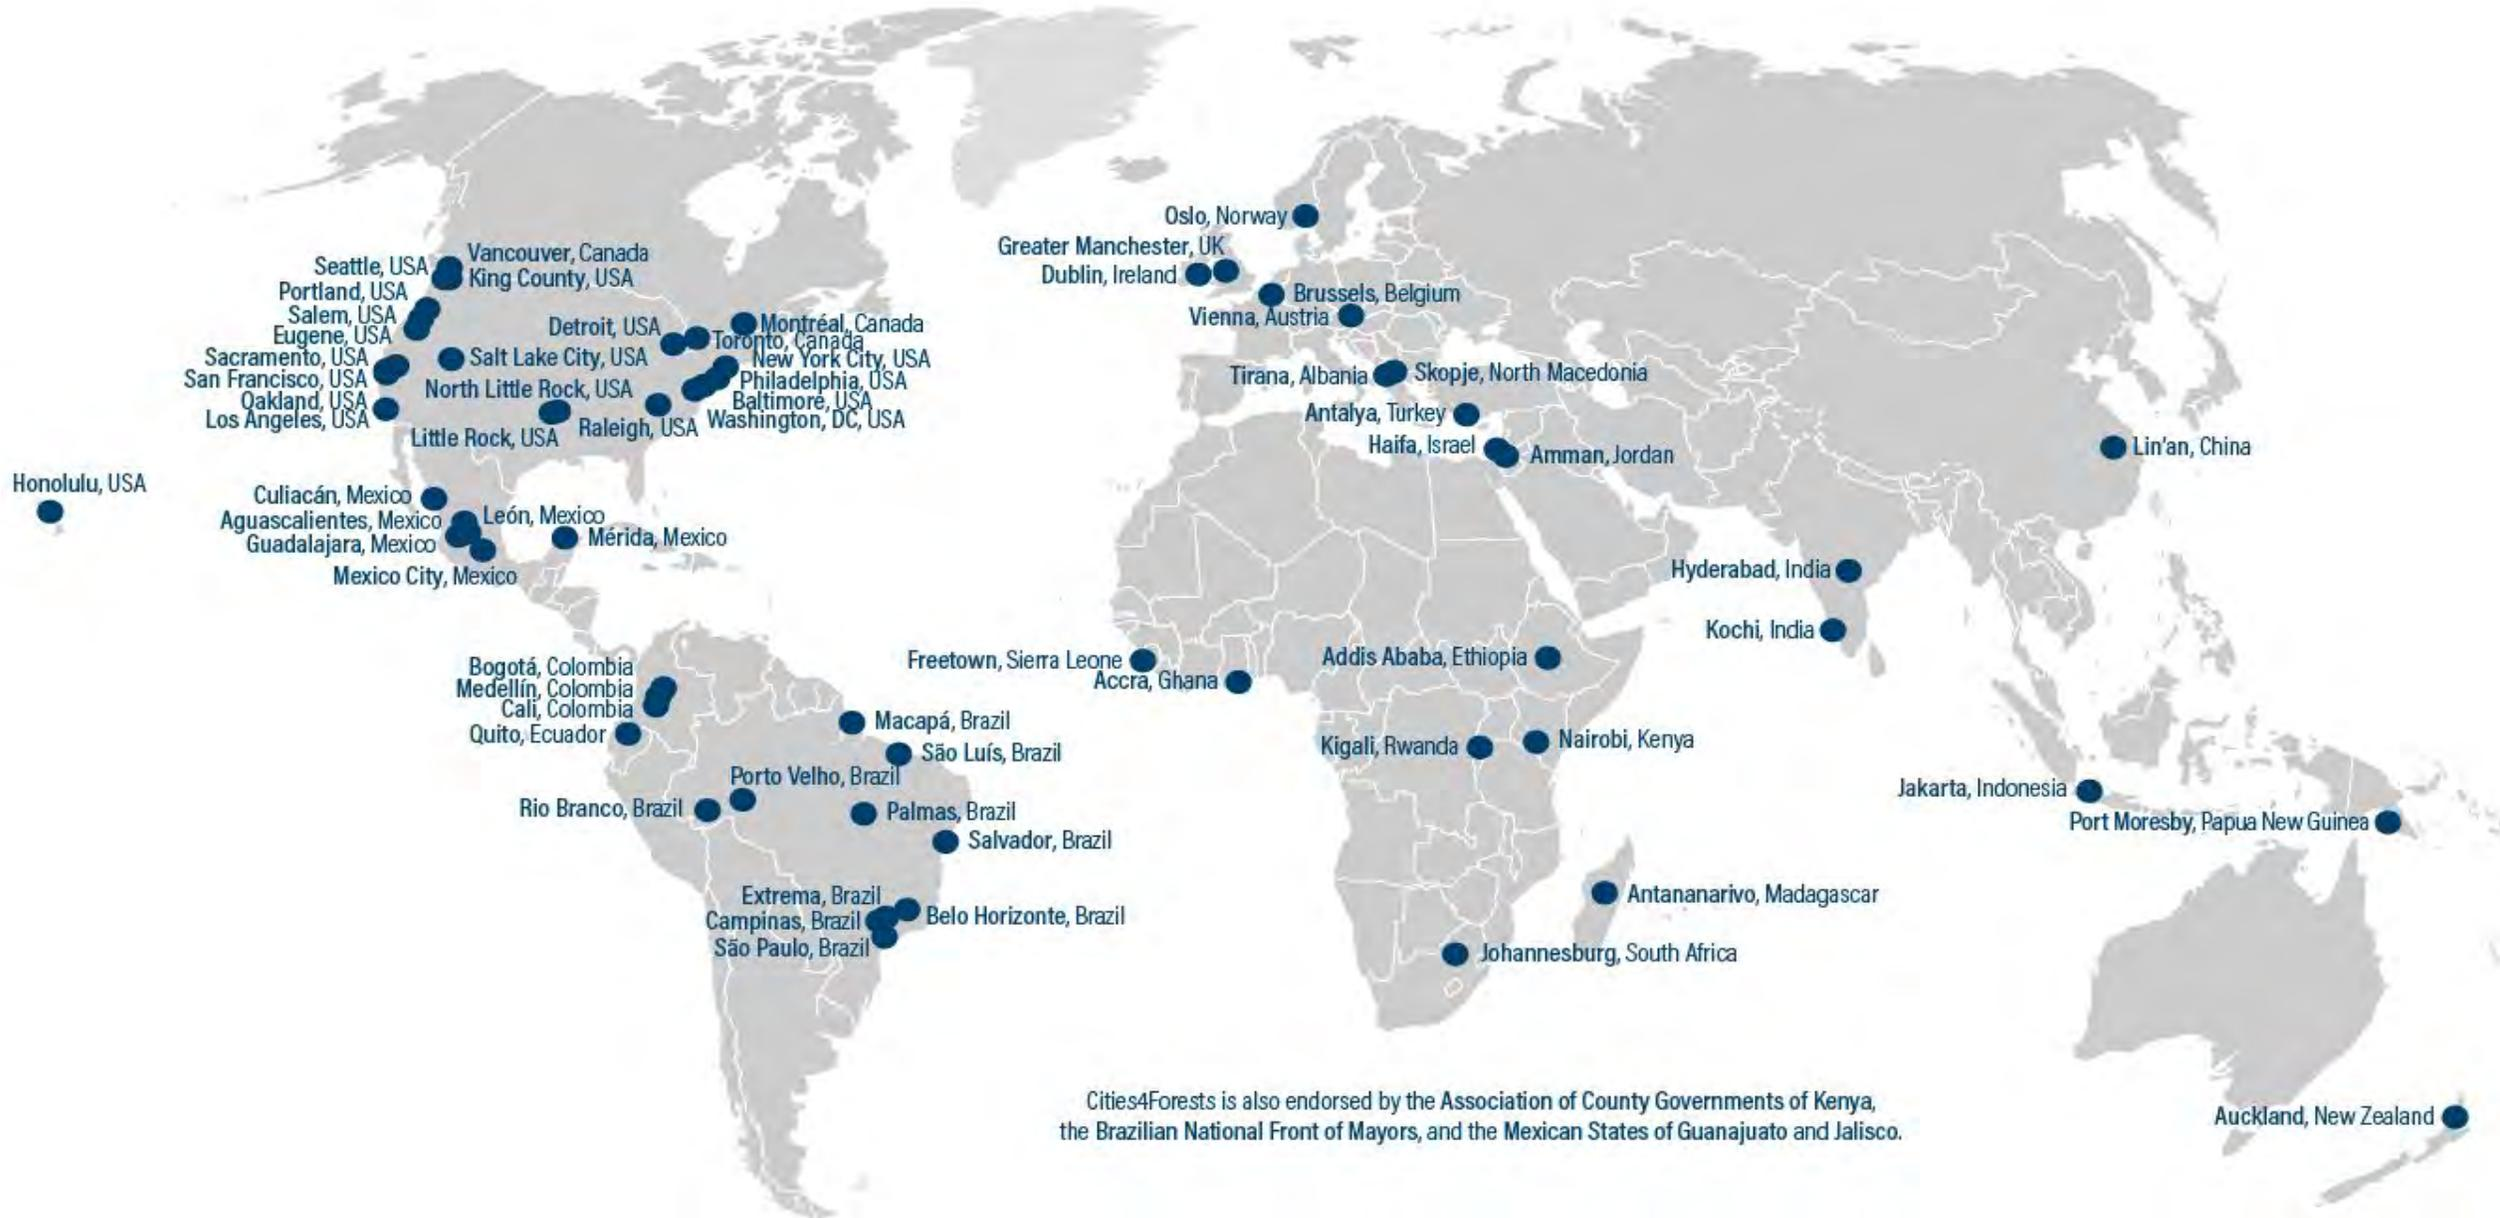 Vancouver, Canada
Seattle, USA
King County, USA
Portland, USA
Salem, USA
Eugene, USA
Sacramento, USA
San Francisco, USA
Oakland, USA
Los Angeles, USA
Salt Lake City, USA
North Little Rock, USA
Little Rock, USA
Raleigh, USA
Detroit, USA
Montréal, Canada
Toronto, Canada
New York City, USA
Philadelphia, USA
Baltimore, USA
Washington, DC, USA
Honolulu, USA
Culiacán, Mexico
Aguascalientes, Mexico
León, Mexico
Guadalajara, Mexico
Mérida, Mexico
Mexico City, Mexico
Bogotá, Colombia
Medellín, Colombia
Cali, Colombia
Quito, Ecuador
Macapá, Brazil
São Luís, Brazil
Porto Velho, Brazil
Rio Branco, Brazil
Palmas, Brazil
Salvador, Brazil
Extrema, Brazil
Campinas, Brazil
Belo Horizonte, Brazil
São Paulo, Brazil
Oslo, Norway
Greater Manchester, UK
Dublin, Ireland
Brussels, Belgium
Vienna, Austria
Tirana, Albania
Skopje, North Macedonia
Antalya, Turkey
Haifa, Israel
Amman, Jordan
Freetown, Sierra Leone
Accra, Ghana
Addis Ababa, Ethiopia
Kigali, Rwanda
Nairobi, Kenya
Antananarivo, Madagascar
Johannesburg, South Africa
Hyderabad, India
Kochi, India
Lin'an, China
Jakarta, Indonesia
Port Moresby, Papua New Guinea
Auckland, New Zealand
Cities4Forests is also endorsed by the Association of County Governments of Kenya,
the Brazilian National Front of Mayors, and the Mexican States of Guanajuato and Jalisco.